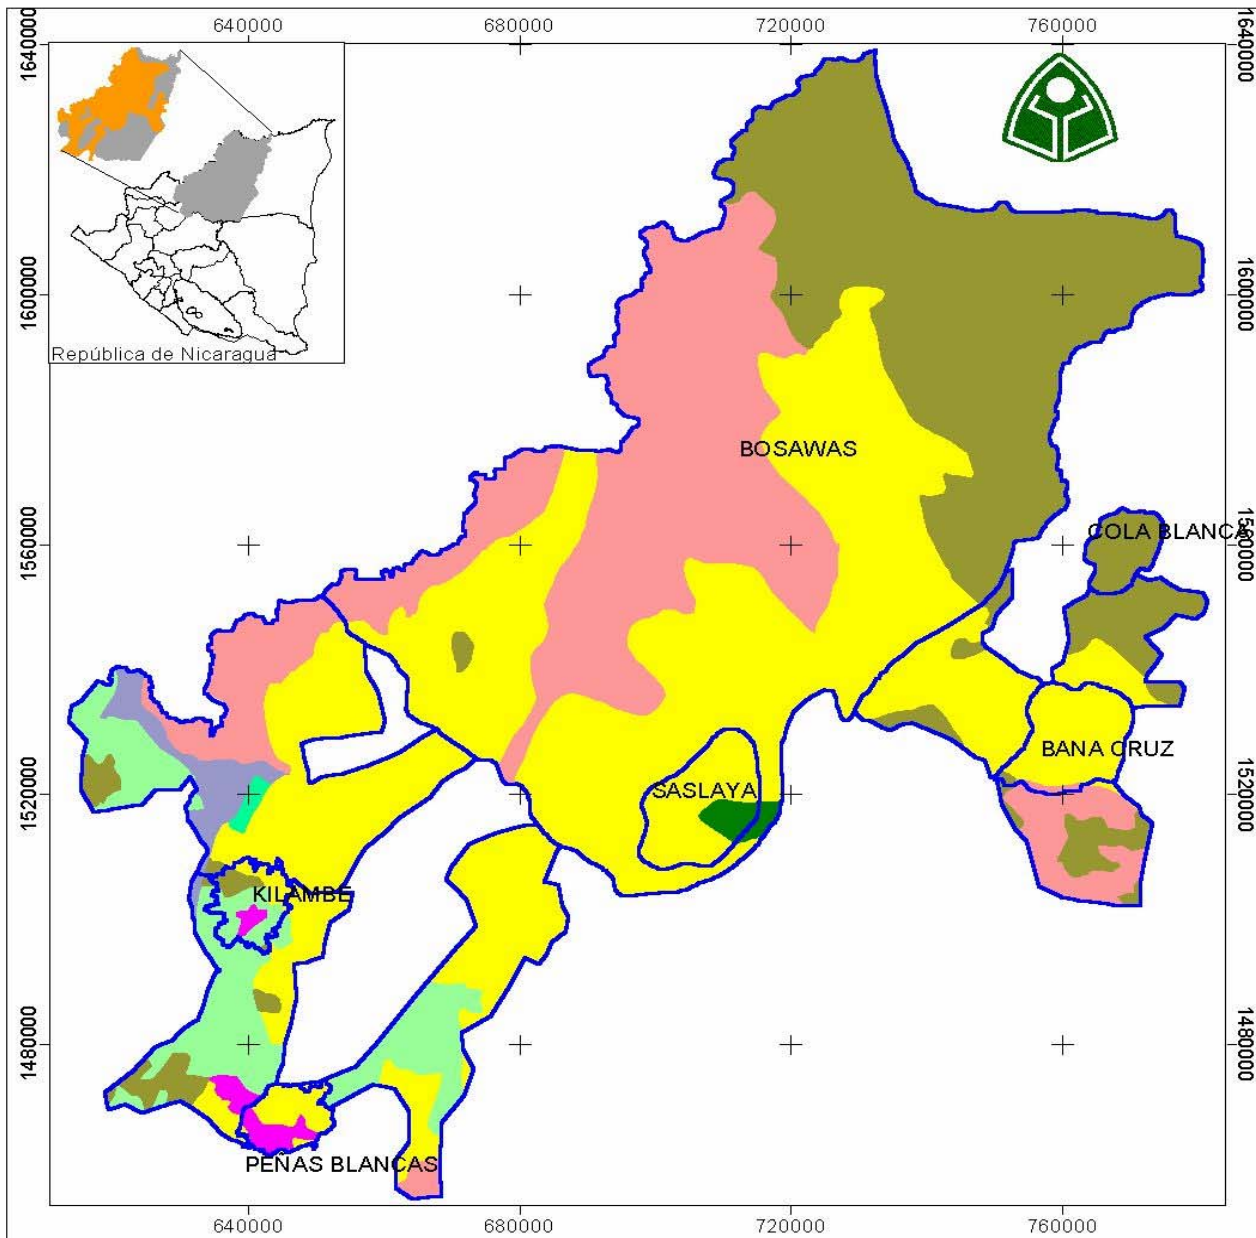 640000 680000 720000 760000
1640000 1640000
República de Nicaragua
1600000 1600000
BOSAWAS
1560000 1560000
COLA BLANCA
BANA CRUZ
SASLAYA
1520000 1520000
KILAMBE
1480000 1480000
PEÑAS BLANCAS
640000 680000 720000 760000